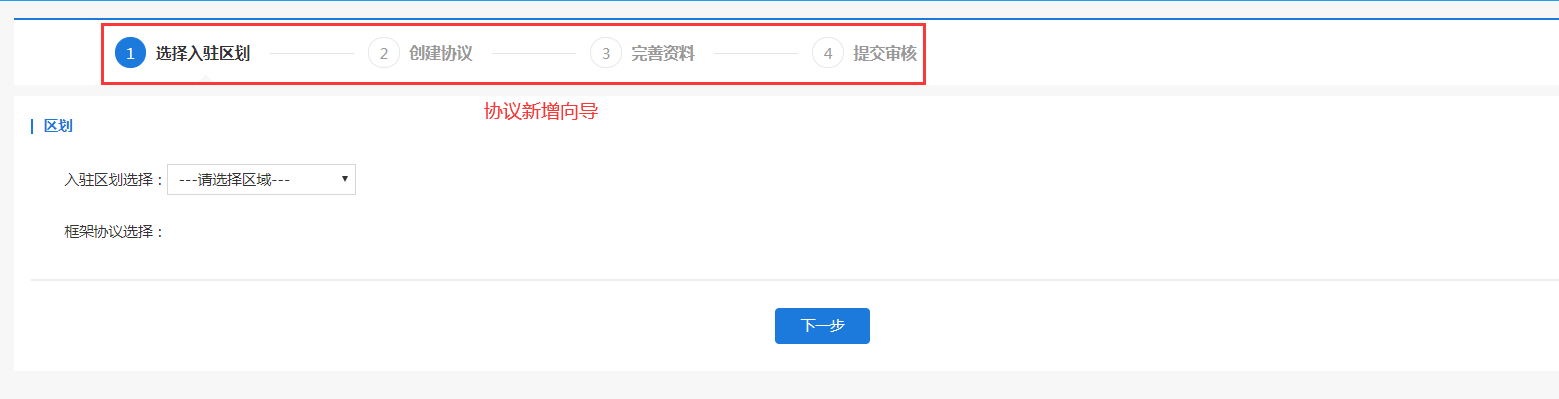 1 选择入驻区划 2 创建协议 3 完善资料 4 提交审核
协议新增向导
区划
入驻区划选择： ---请选择区域---
框架协议选择：
下一步